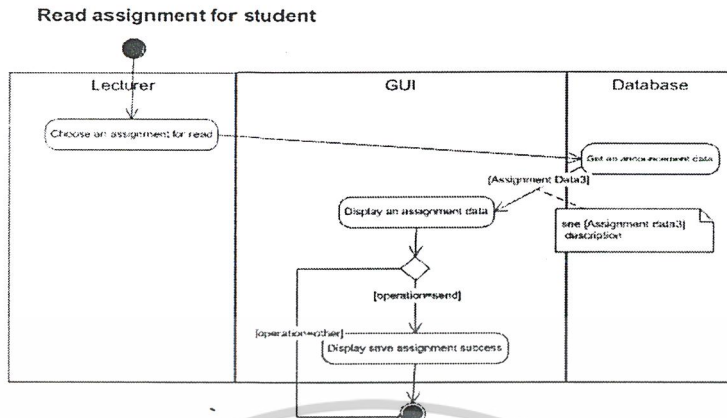 Read assignment for student
Lecturer
GUI
Database
Choose an assignment for read
Get an announcement data
[Assignment Data3]
Display an assignment data
see [Assignment data3]
description
[operation=send]
[operation=other]
Display save assignment success